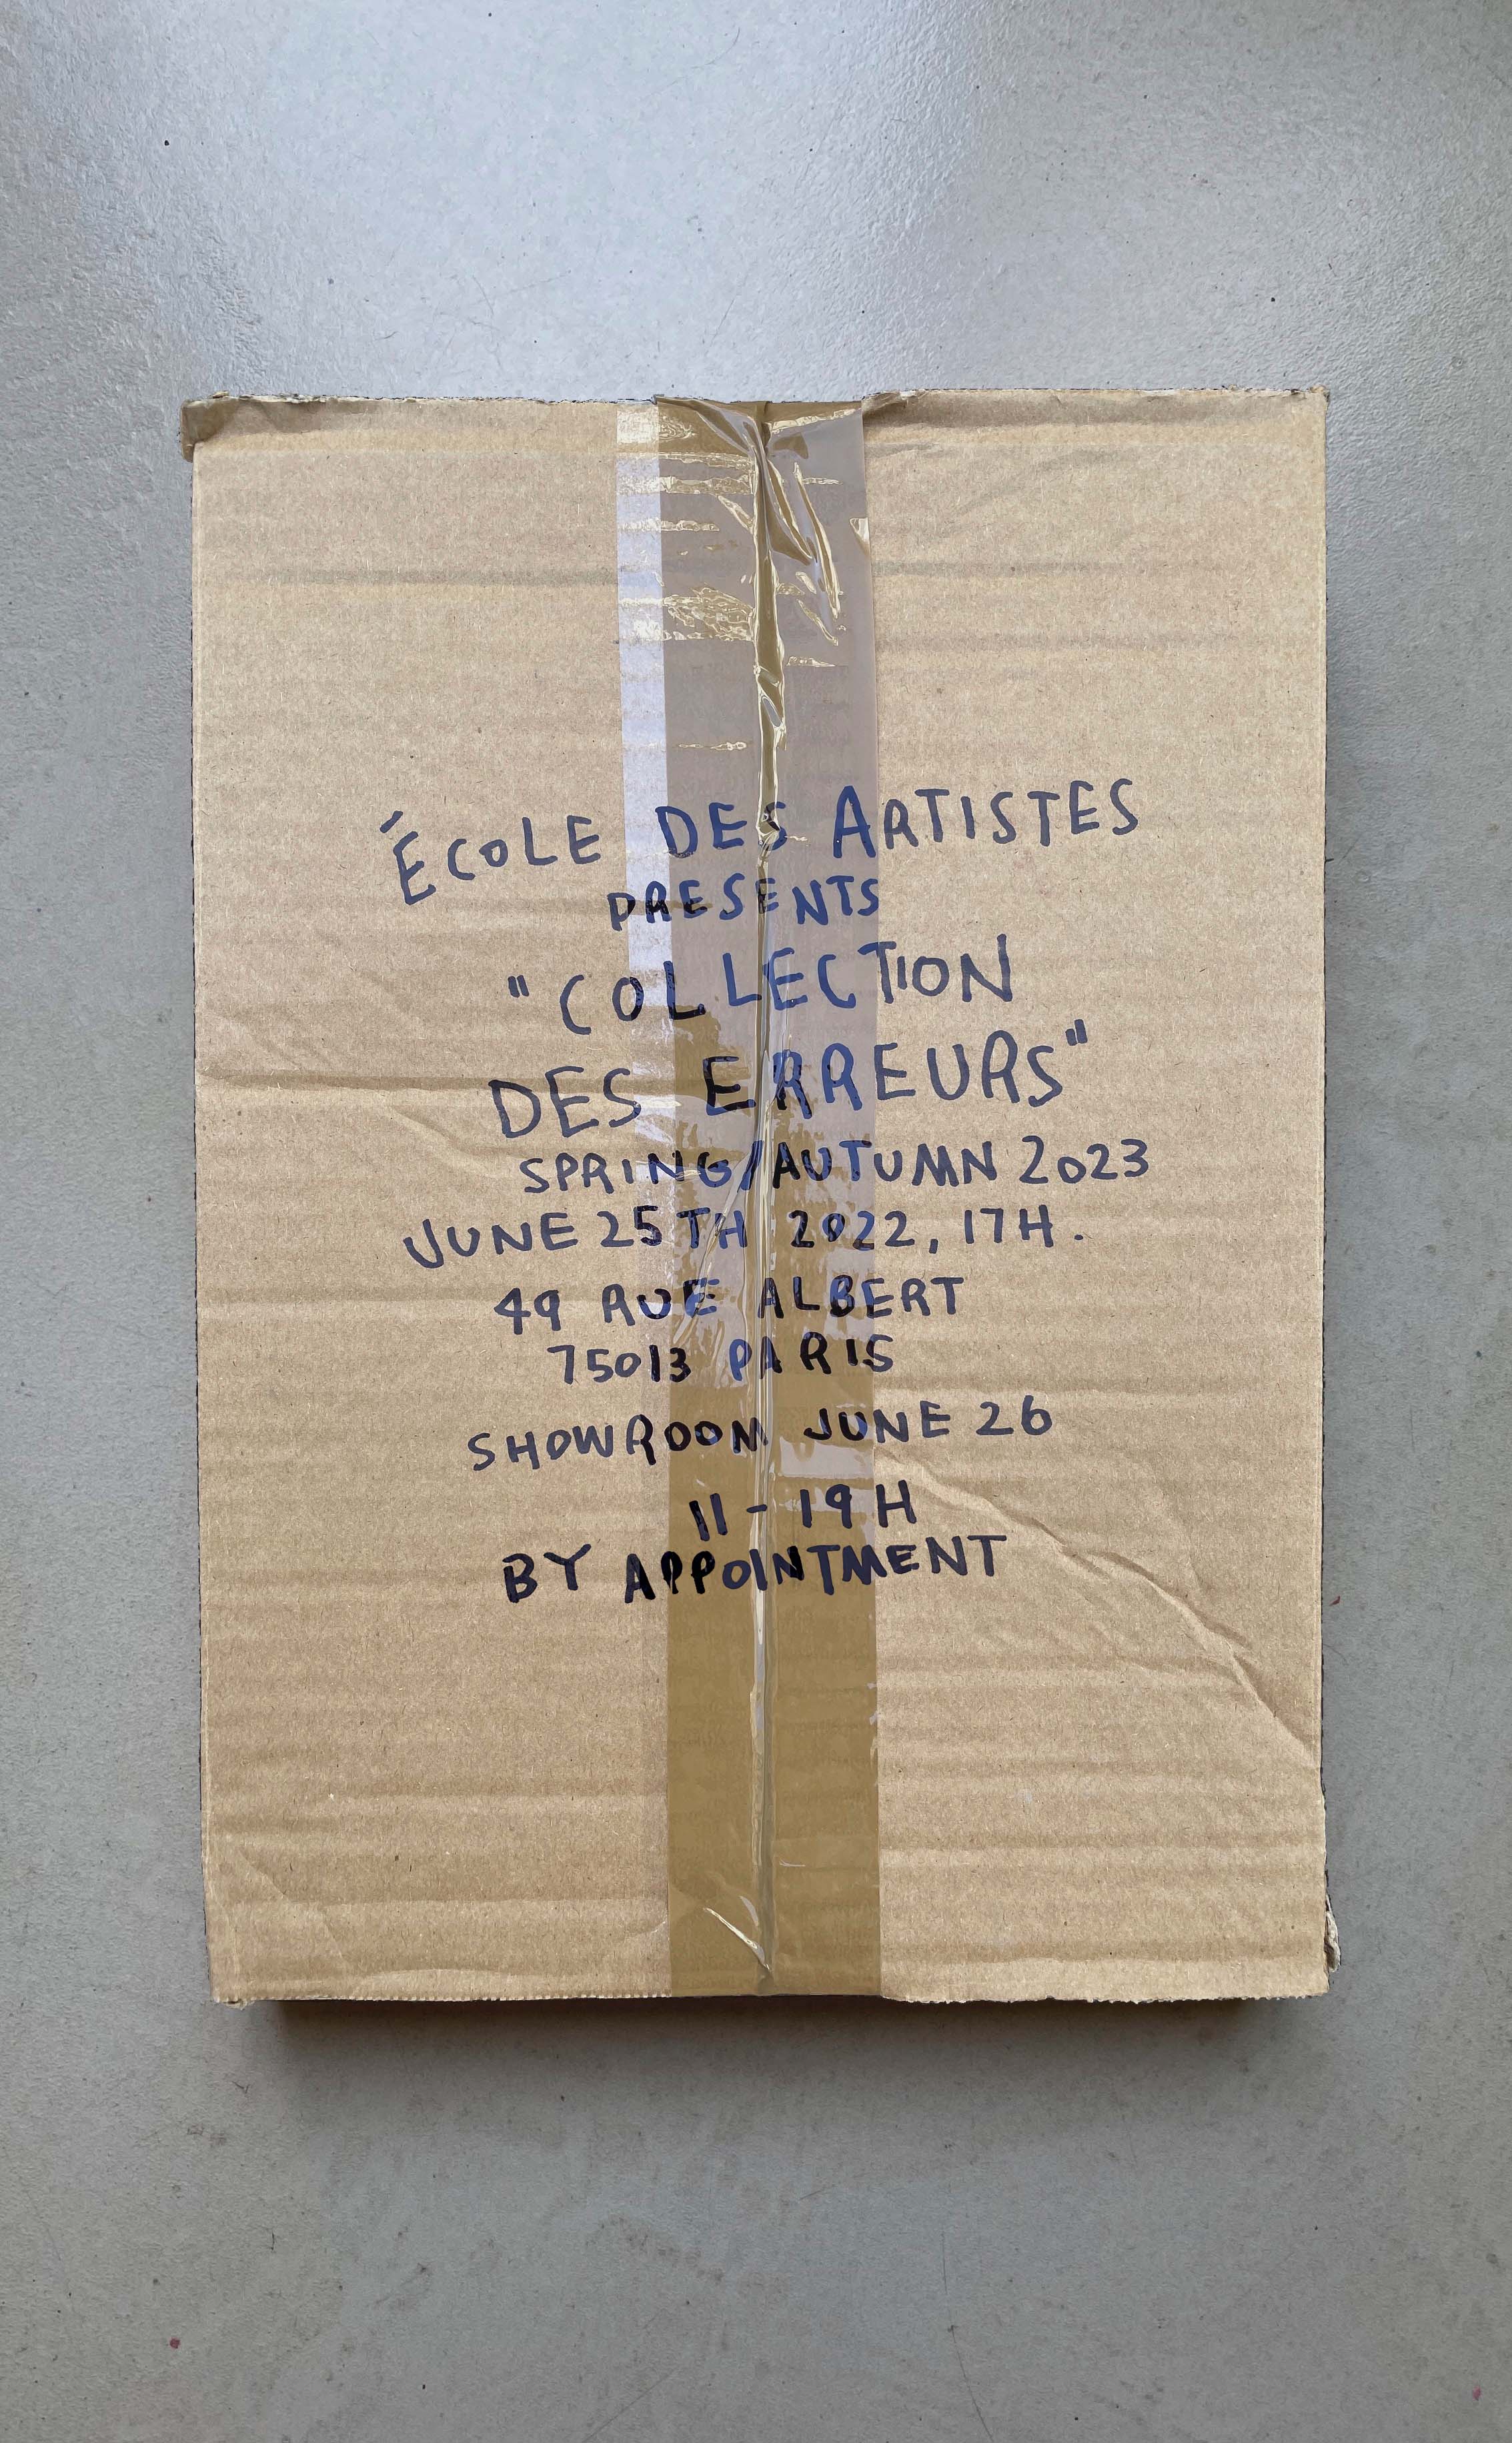 ÉCOLE DES ARTISTES
PRESENTS
"COLLECTION
DES ERREURS"
SPRING/AUTUMN 2023
JUNE 25TH 2022, 17H.
49 RUE ALBERT
75013 PARIS
SHOWROOM JUNE 26
11-19H
BY APPOINTMENT